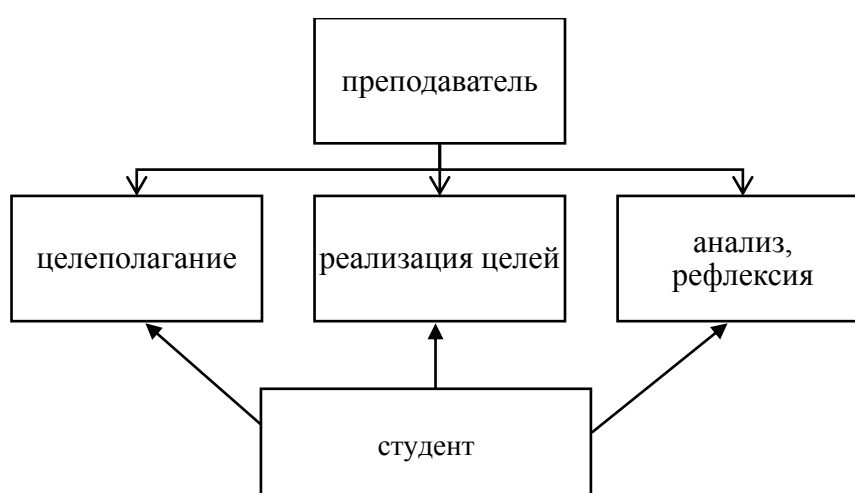 преподаватель
целеполагание
реализация целей
анализ,
рефлексия
студент